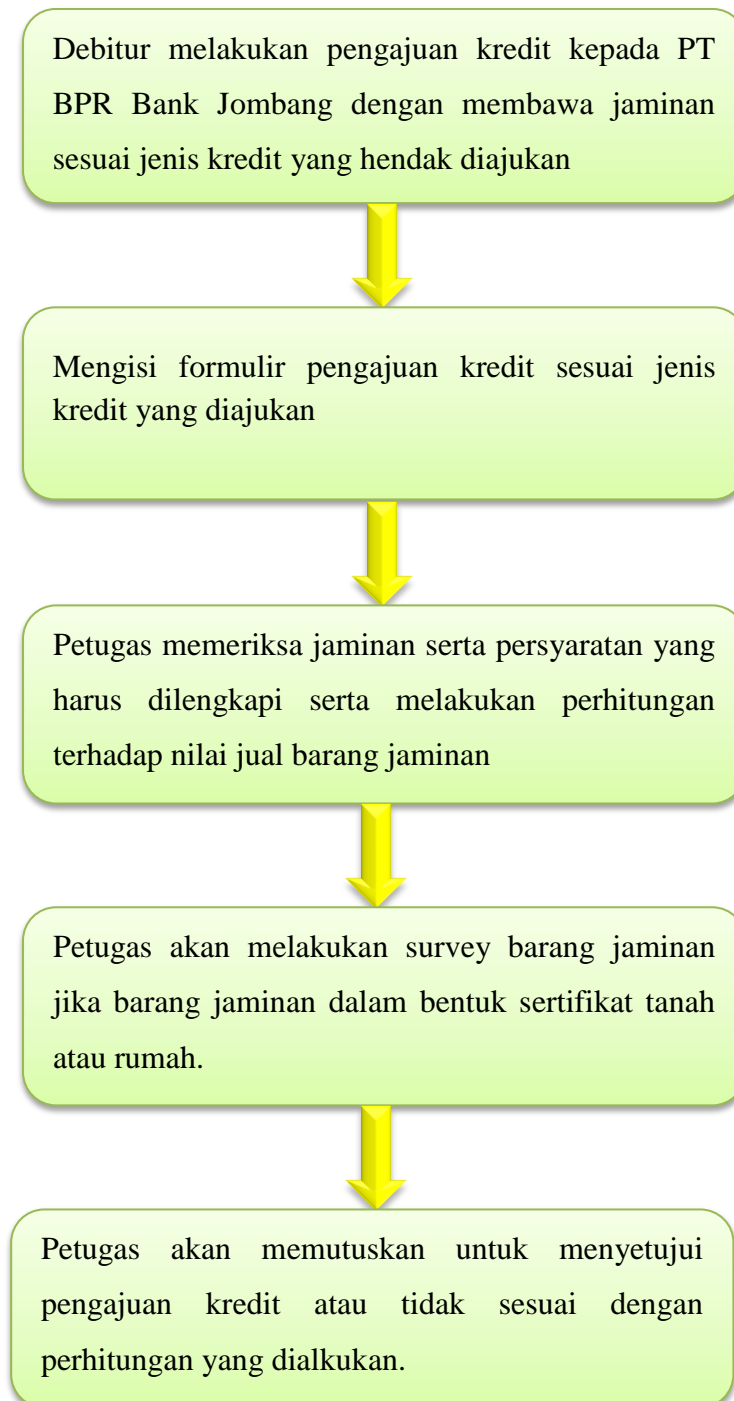 Debitur melakukan pengajuan kredit kepada PT
BPR Bank Jombang dengan membawa jaminan
sesuai jenis kredit yang hendak diajukan
Mengisi formulir pengajuan kredit sesuai jenis
kredit yang diajukan
Petugas memeriksa jaminan serta persyaratan yang
harus dilengkapi serta melakukan perhitungan
terhadap nilai jual barang jaminan
Petugas akan melakukan survey barang jaminan
jika barang jaminan dalam bentuk sertifikat tanah
atau rumah.
Petugas akan memutuskan untuk menyetujui
pengajuan kredit atau tidak sesuai dengan
perhitungan yang dialkukan.